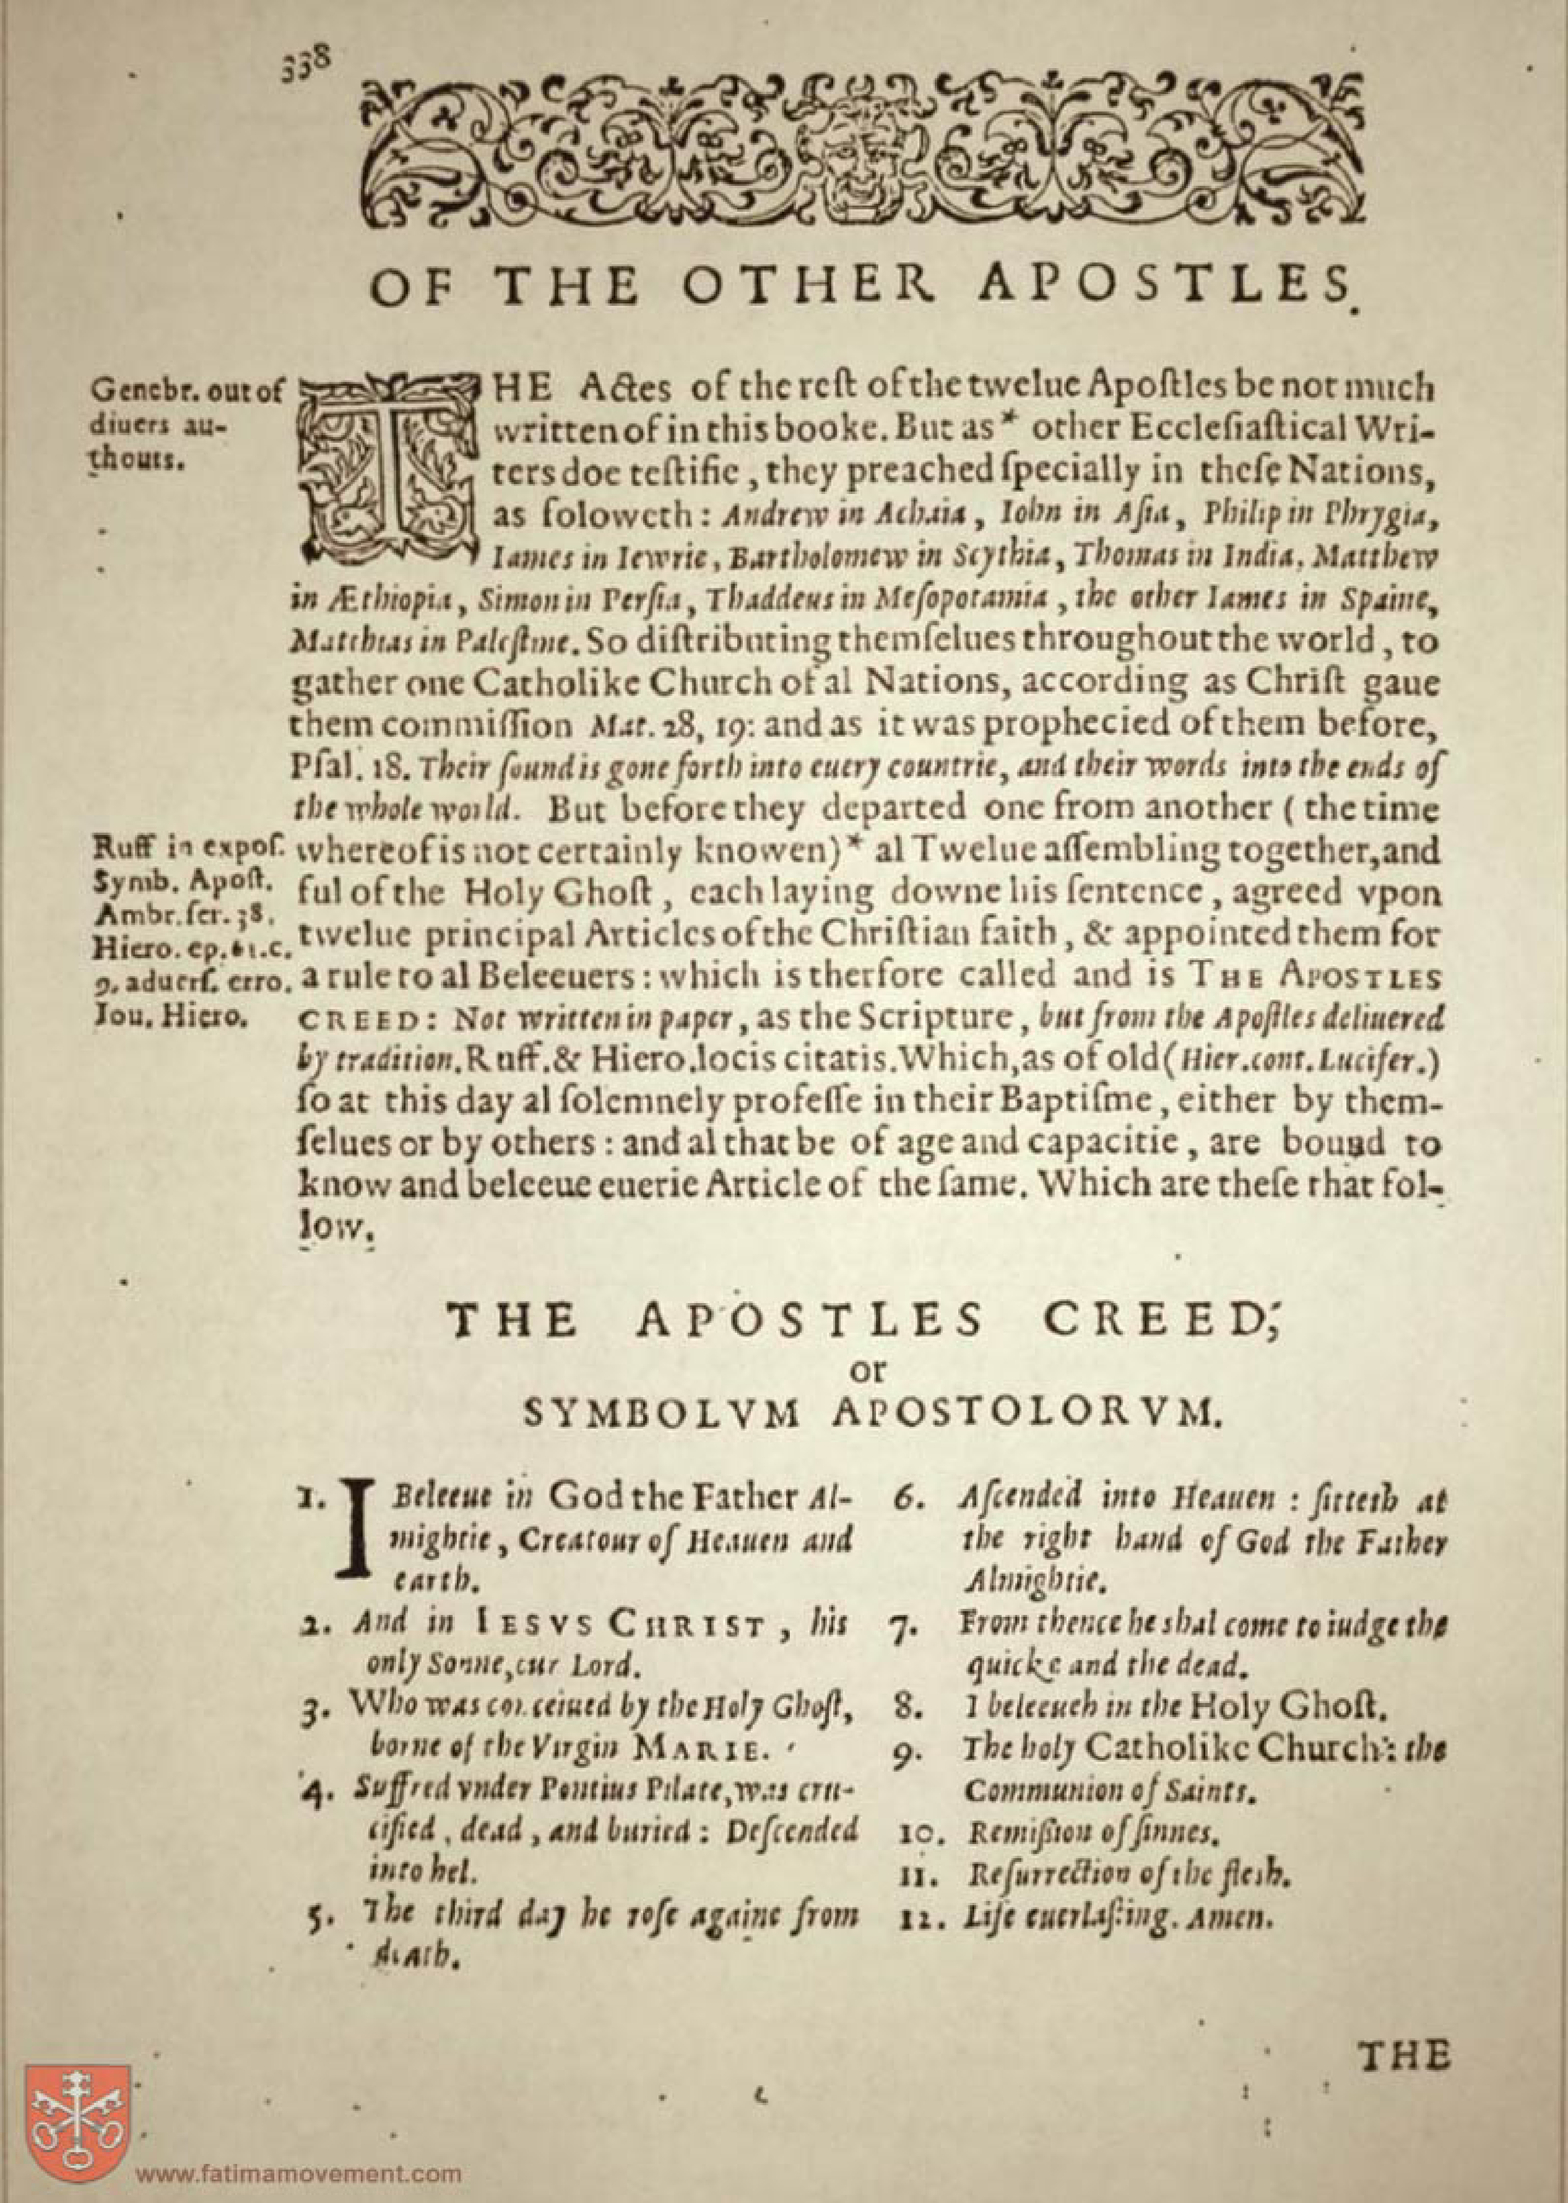 338
OF THE OTHER APOSTLES.
Genebr. out of
diuers au-
thours.
THE Actes of the reſt of the twelue Apoſtles be not much
written of in this booke. But as * other Eccleſiaſtical Wri-
ters doe teſtifie, they preached ſpecially in theſe Nations,
as foloweth: Andrew in Achaia, Iohn in Aſia, Philip in Phrygia,
Iames in Iewrie, Bartholomew in Scythia, Thomas in India, Matthew
in Æthiopia, Simon in Perſia, Thaddeus in Meſopotamia, the other Iames in Spaine,
Matthias in Paleſtine. So diſtributing themſelues throughout the world, to
gather one Catholike Church of al Nations, according as Chriſt gaue
them commiſſion Mat. 28, 19: and as it was prophecied of them before,
Pſal. 18. Their ſound is gone forth into euery countrie, and their words into the ends of
the whole world. But before they departed one from another (the time
whereof is not certainly knowen) * al Twelue aſſembling together, and
ful of the Holy Ghoſt, each laying downe his ſentence, agreed vpon
twelue principal Articles of the Chriſtian faith, & appointed them for
a rule to al Beleeuers: which is therfore called and is THE APOSTLES
CREED: Not written in paper, as the Scripture, but from the Apoſtles deliuered
by tradition. Ruff. & Hiero. locis citatis. Which, as of old (Hier. cont. Lucifer.)
ſo at this day al ſolemnely profeſſe in their Baptiſme, either by them-
ſelues or by others: and al that be of age and capacitie, are bound to
know and beleeue euerie Article of the ſame. Which are theſe that fol-
low.
Ruff in expoſ.
Symb. Apoſt.
Ambr. ſer. 38.
Hiero. ep. 61. c.
9. aduerſ. erro.
Iou. Hiero.
THE APOSTLES CREED;
or
SYMBOLVM APOSTOLORVM.
1. I Beleeue in God the Father Al-
mightie, Creatour of Heauen and
earth.
2. And in IESVS CHRIST, his
only Sonne, our Lord.
3. Who was conceiued by the Holy Ghoſt,
borne of the Virgin MARIE.
4. Suffred vnder Pontius Pilate, was cru-
cified, dead, and buried: Deſcended
into hel.
5. The third day he roſe againe from
death.
6. Aſcended into Heauen: ſitteth at
the right hand of God the Father
Almightie.
7. From thence he shal come to iudge the
quicke and the dead.
8. I beleeueh in the Holy Ghoſt.
9. The holy Catholike Church: the
Communion of Saints.
10. Remiſſion of ſinnes.
11. Reſurrection of the flesh.
12. Life euerlaſting. Amen.
THE
www.fatimamovement.com